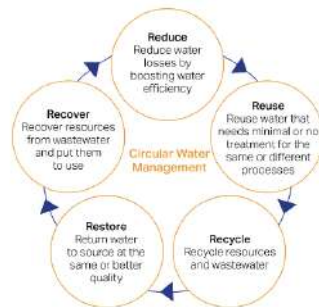 Reduce
Reduce water
losses by
boosting water
efficiency
Reuse
Reuse water that
needs minimal or no
treatment for the
same or different
processes
Recycle
Recycle resources
and wastewater
Restore
Return water
to source at the
same or better
quality
Recover
Recover resources
from wastewater
and put them
to use
Circular Water
Management